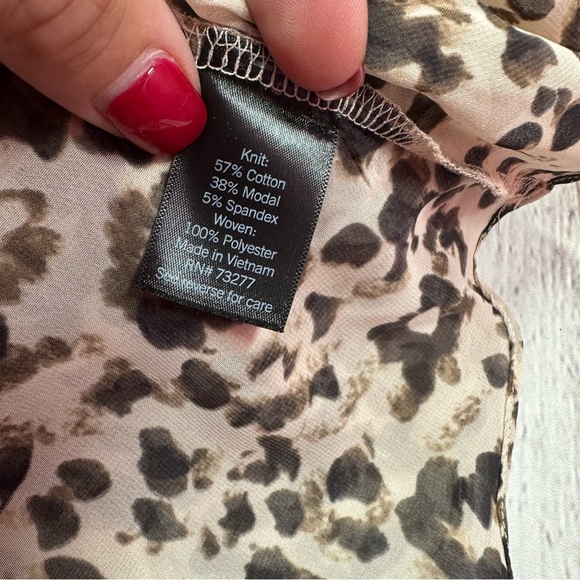 Knit:
57% Cotton
38% Modal
5% Spandex
Woven:
100% Polyester
Made in Vietnam
RN# 73277
See reverse for care